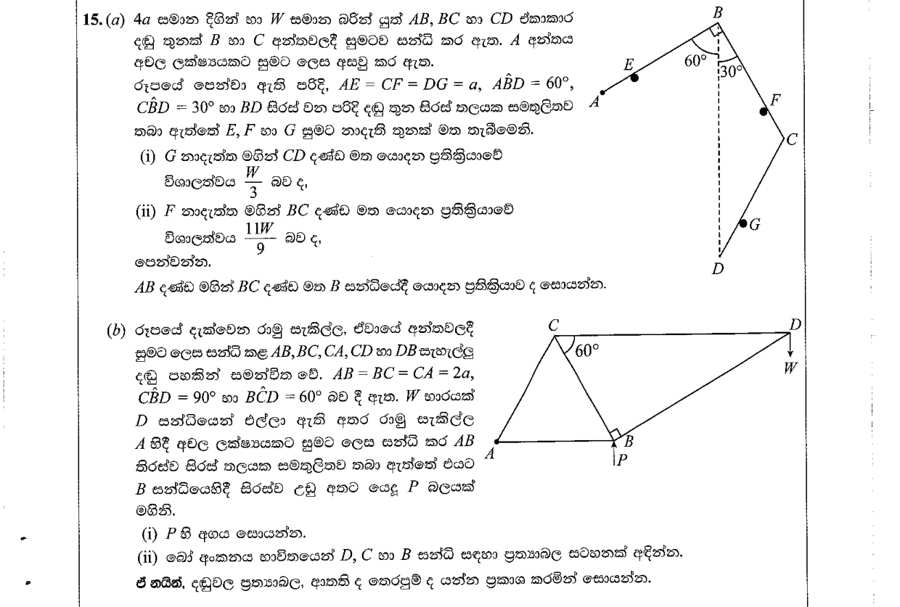 15. (a) 4a සමාන දිගින් හා W සමාන බරින් යුත් AB, BC හා CD ඒකාකාර
දඬු තුනක් B හා C අන්තවලදී සුමටව සන්ධි කර ඇත. A අන්තය
අචල ලක්ෂ්‍යයකට සුමට ලෙස අසවු කර ඇත.
රූපයේ පෙන්වා ඇති පරිදි, AE = CF = DG = a, AB̂D = 60°,
CB̂D = 30° හා BD සිරස් වන පරිදි දඬු තුන සිරස් තලයක සමතුලිතව
තබා ඇත්තේ E, F හා G සුමට නාදැති තුනක් මත තැබීමෙනි.
(i) G නාදැත්ත මගින් CD දණ්ඩ මත යොදන ප්‍රතික්‍රියාවේ
විශාලත්වය W/3 බව ද,
(ii) F නාදැත්ත මගින් BC දණ්ඩ මත යොදන ප්‍රතික්‍රියාවේ
විශාලත්වය 11W/9 බව ද,
පෙන්වන්න.
AB දණ්ඩ මගින් BC දණ්ඩ මත B සන්ධියේදී යොදන ප්‍රතික්‍රියාව ද සොයන්න.
B
60°
30°
E
A
F
C
G
D
(b) රූපයේ දැක්වෙන රාමු සැකිල්ල, ඒවායේ අන්තවලදී
සුමට ලෙස සන්ධි කළ AB, BC, CA, CD හා DB සැහැල්ලු
දඬු පහකින් සමන්විත වේ. AB = BC = CA = 2a,
CB̂D = 90° හා BĈD = 60° බව දී ඇත. W භාරයක්
D සන්ධියෙන් එල්ලා ඇති අතර රාමු සැකිල්ල
A හිදී අචල ලක්ෂ්‍යයකට සුමට ලෙස සන්ධි කර AB
තිරස්ව සිරස් තලයක සමතුලිතව තබා ඇත්තේ එයට
B සන්ධියෙහිදී සිරස්ව උඩු අතට යෙදූ P බලයක්
මගිනි.
(i) P හි අගය සොයන්න.
(ii) බෝ අංකනය භාවිතයෙන් D, C හා B සන්ධි සඳහා ප්‍රත්‍යාබල සටහනක් අඳින්න.
ඒ නයින්, දඬුවල ප්‍රත්‍යාබල, ආතති ද තෙරපුම් ද යන්න ප්‍රකාශ කරමින් සොයන්න.
C
D
60°
W
A
B
P